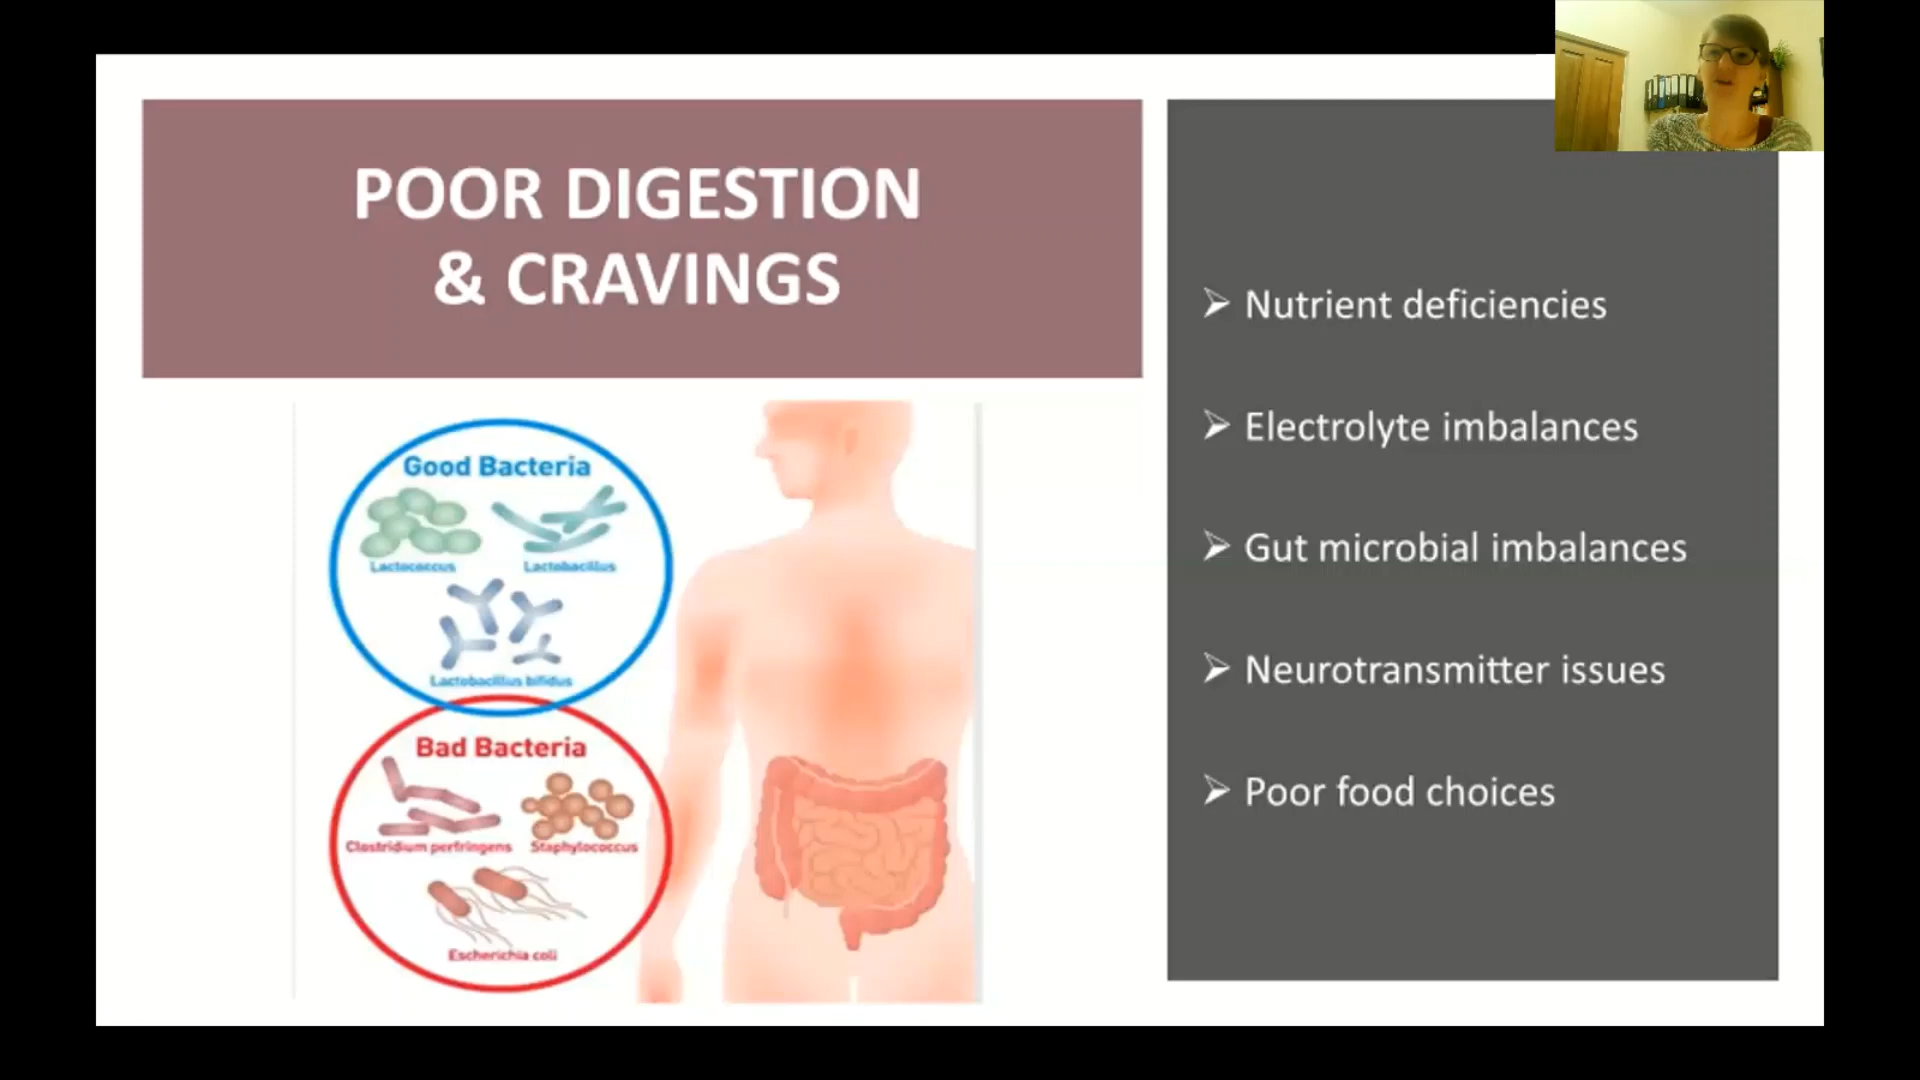 POOR DIGESTION
& CRAVINGS
Good Bacteria
Lactococcus
Lactobacillus
Lactobacillus bifidus
Bad Bacteria
Clostridium perfringens
Staphylococcus
Escherichia coli
Nutrient deficiencies
Electrolyte imbalances
Gut microbial imbalances
Neurotransmitter issues
Poor food choices